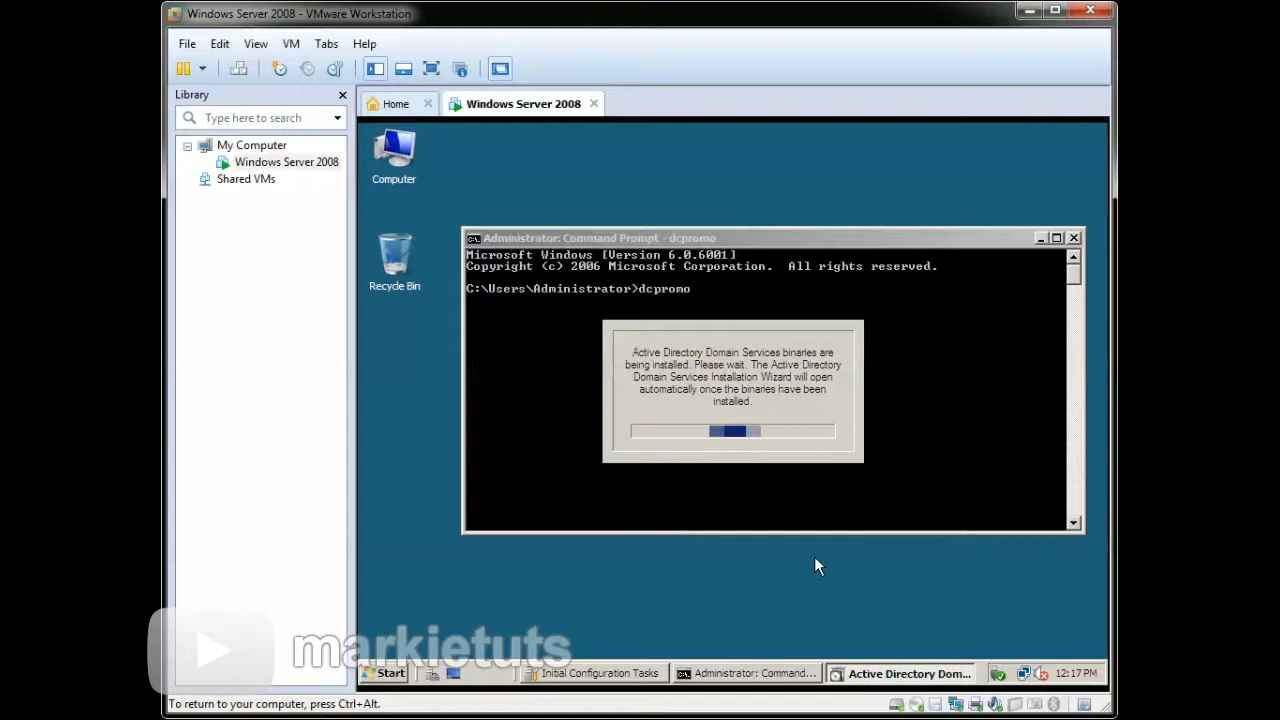 Windows Server 2008 - VMware Workstation
File Edit View VM Tabs Help
Library
Type here to search
My Computer
Windows Server 2008
Shared VMs
Home
Windows Server 2008
Computer
Recycle Bin
Administrator: Command Prompt - dcpromo
Microsoft Windows [Version 6.0.6001]
Copyright (c) 2006 Microsoft Corporation.  All rights reserved.
C:\Users\Administrator>dcpromo
Active Directory Domain Services binaries are
being installed. Please wait. The Active Directory
Domain Services Installation Wizard will open
automatically once the binaries have been
installed.
markietuts
Start
Initial Configuration Tasks
Administrator: Command...
Active Directory Dom...
12:17 PM
To return to your computer, press Ctrl+Alt.